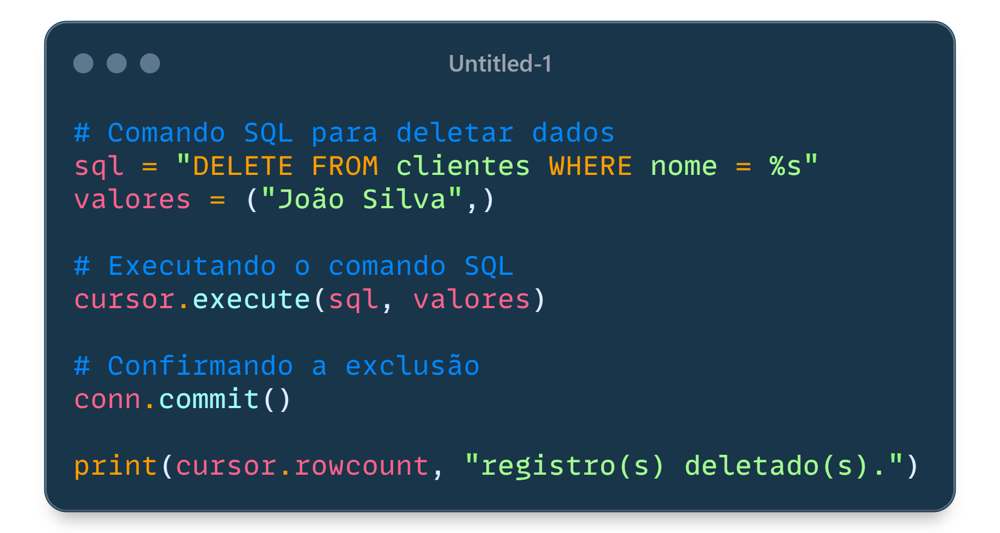 Untitled-1
# Comando SQL para deletar dados
sql = "DELETE FROM clientes WHERE nome = %s"
valores = ("João Silva",)
# Executando o comando SQL
cursor.execute(sql, valores)
# Confirmando a exclusão
conn.commit()
print(cursor.rowcount, "registro(s) deletado(s).")